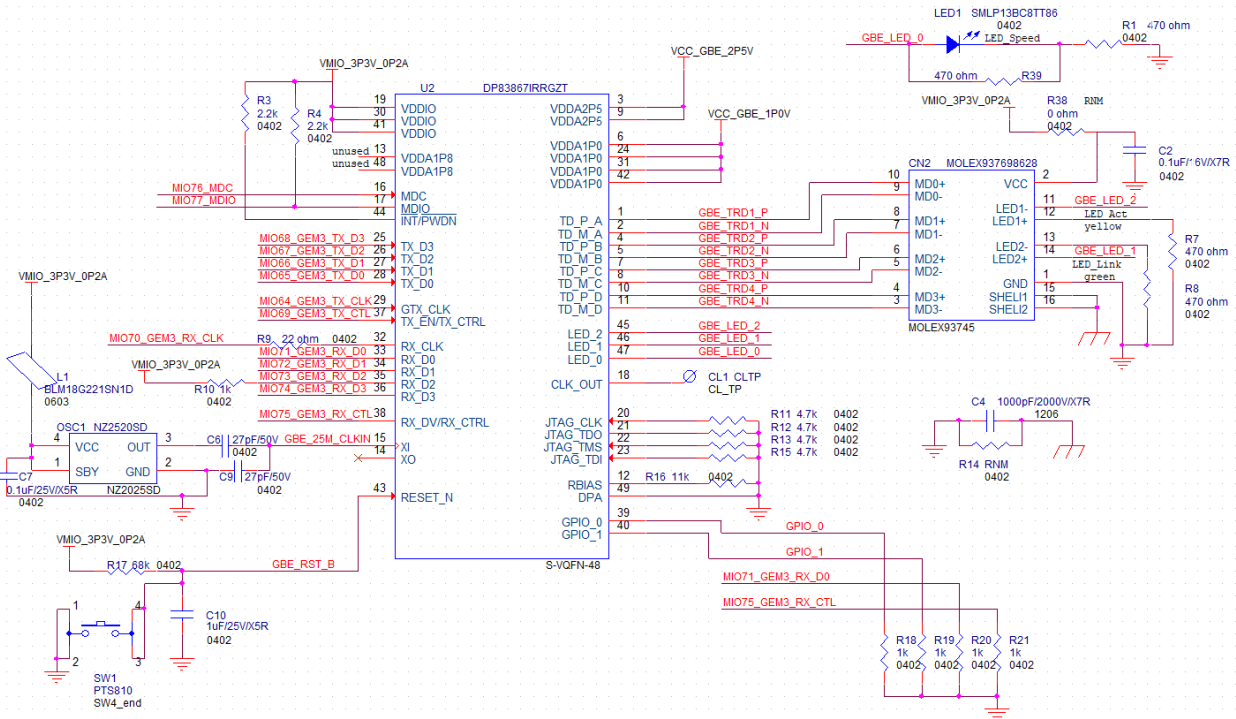 LED1 SMLP13BC8TT86
0402
GBE_LED_0
LED_Speed
R1 470 ohm
0402
470 ohm R39
VCC_GBE_2P5V
VMIO_3P3V_0P2A
U2 DP83867IRRGZT
R3
2.2k
0402
R4
2.2k
0402
19 VDDIO
30 VDDIO
41 VDDIO
unused 13 VDDA1P8
unused 48 VDDA1P8
MIO76_MDC 16 MDC
MIO77_MDIO 17 MDIO
44 INT/PWDN
MIO68_GEM3_TX_D3 25 TX_D3
MIO67_GEM3_TX_D2 26 TX_D2
MIO66_GEM3_TX_D1 27 TX_D1
MIO65_GEM3_TX_D0 28 TX_D0
MIO64_GEM3_TX_CLK 29 GTX_CLK
MIO69_GEM3_TX_CTL 37 TX_EN/TX_CTRL
MIO70_GEM3_RX_CLK R9 22 ohm 0402 32 RX_CLK
MIO71_GEM3_RX_D0 33 RX_D0
MIO72_GEM3_RX_D1 34 RX_D1
MIO73_GEM3_RX_D2 35 RX_D2
MIO74_GEM3_RX_D3 36 RX_D3
VMIO_3P3V_0P2A
R10 1k
0402
MIO75_GEM3_RX_CTL 38 RX_DV/RX_CTRL
GBE_25M_CLKIN 15 XI
14 XO
43 RESET_N
VDDA2P5 3
VDDA2P5 9
VCC_GBE_1P0V
VDDA1P0 6
VDDA1P0 24
VDDA1P0 31
VDDA1P0 42
TD_P_A 1 GBE_TRD1_P
TD_M_A 2 GBE_TRD1_N
TD_P_B 4 GBE_TRD2_P
TD_M_B 5 GBE_TRD2_N
TD_P_C 7 GBE_TRD3_P
TD_M_C 8 GBE_TRD3_N
TD_P_D 10 GBE_TRD4_P
TD_M_D 11 GBE_TRD4_N
LED_2 45 GBE_LED_2
LED_1 46 GBE_LED_1
LED_0 47 GBE_LED_0
CLK_OUT 18 CL1 CLTP
CL_TP
JTAG_CLK 20 R11 4.7k 0402
JTAG_TDO 21 R12 4.7k 0402
JTAG_TMS 22 R13 4.7k 0402
JTAG_TDI 23 R15 4.7k 0402
RBIAS 12 R16 11k 0402
DPA 49
GPIO_0 39 GPIO_0
GPIO_1 40 GPIO_1
S-VQFN-48
VMIO_3P3V_0P2A
R38 RNM
0 ohm
0402
C2
0.1uF/16V/X7R
0402
CN2 MOLEX937698628
10 MD0+
9 MD0-
8 MD1+
7 MD1-
6 MD2+
5 MD2-
4 MD3+
3 MD3-
VCC 2
LED1- 11 GBE_LED_2
LED1+ 12 LED Act
yellow
LED2- 13
LED2+ 14 GBE_LED_1
LED_Link
green
GND 1
SHELl1 15
SHELl2 16
MOLEX93745
R7
470 ohm
0402
R8
470 ohm
0402
C4 1000pF/2000V/X7R
1206
R14 RNM
0402
VMIO_3P3V_0P2A
L1
BLM18G221SN1D
0603
OSC1 NZ2520SD
4 VCC OUT 3
1 SBY GND 2
NZ2025SD
C6 27pF/50V
0402
C9 27pF/50V
0402
C7
0.1uF/25V/X5R
0402
VMIO_3P3V_0P2A
R17 68k 0402
GBE_RST_B
C10
1uF/25V/X5R
0402
1 4
2 3
SW1
PTS810
SW4_end
MIO71_GEM3_RX_D0
MIO75_GEM3_RX_CTL
R18 R19 R20 R21
1k 1k 1k 1k
0402 0402 0402 0402